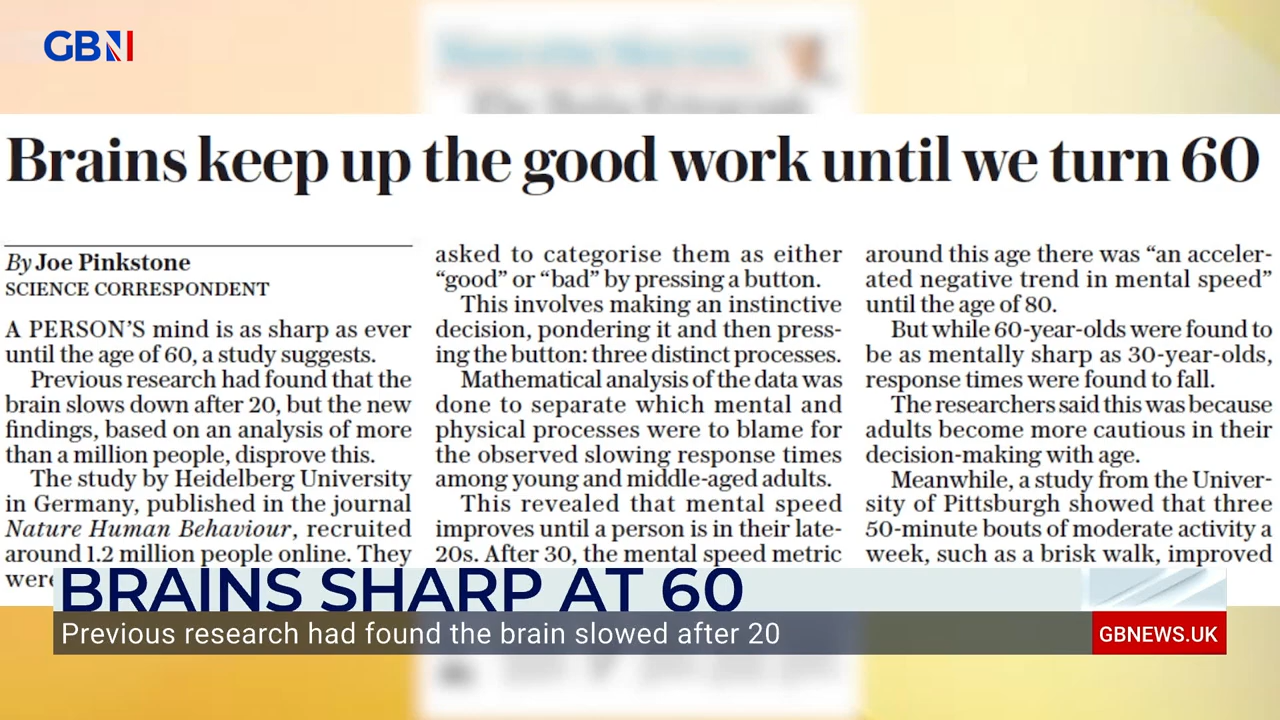 GBN
Brains keep up the good work until we turn 60
By Joe Pinkstone
SCIENCE CORRESPONDENT
A PERSON'S mind is as sharp as ever
until the age of 60, a study suggests.
Previous research had found that the
brain slows down after 20, but the new
findings, based on an analysis of more
than a million people, disprove this.
The study by Heidelberg University
in Germany, published in the journal
Nature Human Behaviour, recruited
around 1.2 million people online. They
were
asked to categorise them as either
“good” or “bad” by pressing a button.
This involves making an instinctive
decision, pondering it and then press-
ing the button: three distinct processes.
Mathematical analysis of the data was
done to separate which mental and
physical processes were to blame for
the observed slowing response times
among young and middle-aged adults.
This revealed that mental speed
improves until a person is in their late-
20s. After 30, the mental speed metric
around this age there was “an acceler-
ated negative trend in mental speed”
until the age of 80.
But while 60-year-olds were found to
be as mentally sharp as 30-year-olds,
response times were found to fall.
The researchers said this was because
adults become more cautious in their
decision-making with age.
Meanwhile, a study from the Univer-
sity of Pittsburgh showed that three
50-minute bouts of moderate activity a
week, such as a brisk walk, improved
BRAINS SHARP AT 60
Previous research had found the brain slowed after 20
GBNEWS.UK